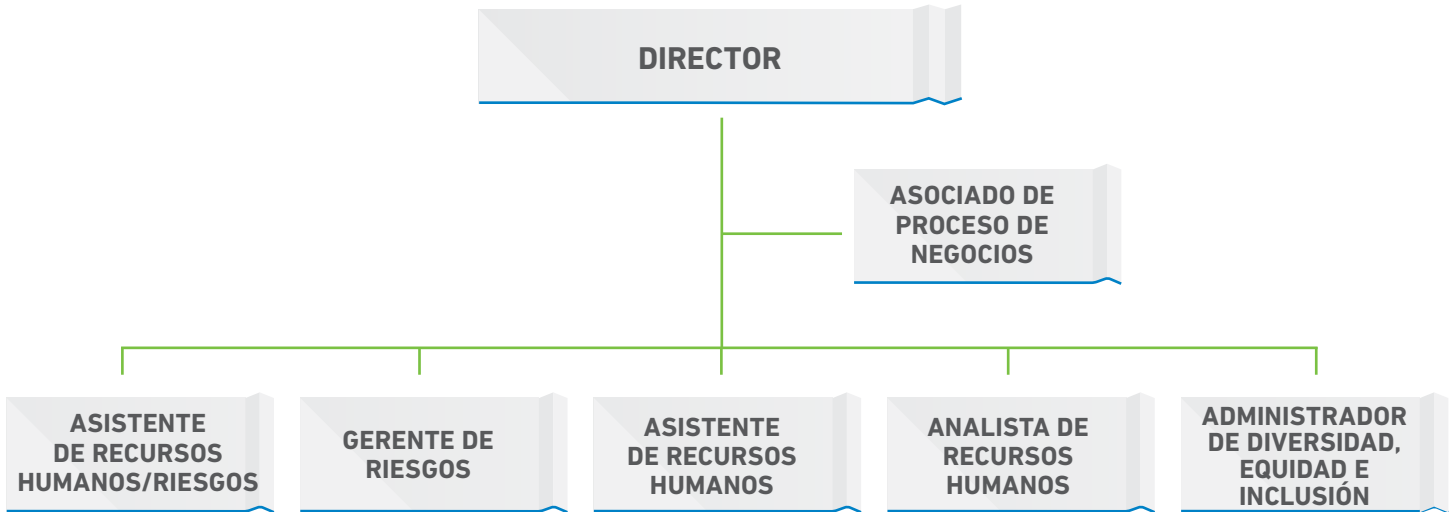 DIRECTOR
ASOCIADO DE
PROCESO DE
NEGOCIOS
ASISTENTE
DE RECURSOS
HUMANOS/RIESGOS
GERENTE DE
RIESGOS
ASISTENTE
DE RECURSOS
HUMANOS
ANALISTA DE
RECURSOS
HUMANOS
ADMINISTRADOR
DE DIVERSIDAD,
EQUIDAD E
INCLUSIÓN